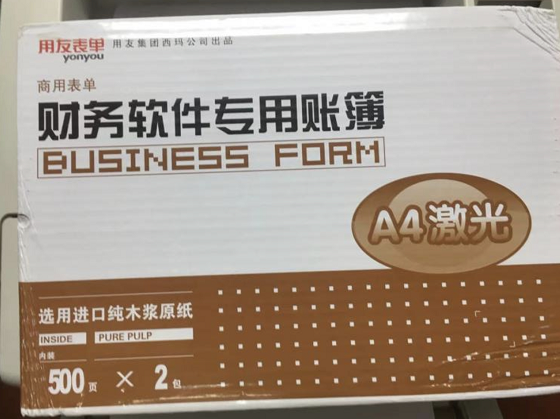 用友表单 用友集团西玛公司出品
yonyou
商用表单
财务软件专用账簿
BUSINESS FORM
A4激光
选用进口纯木浆原纸
INSIDE PURE PULP
内装
500页 × 2包